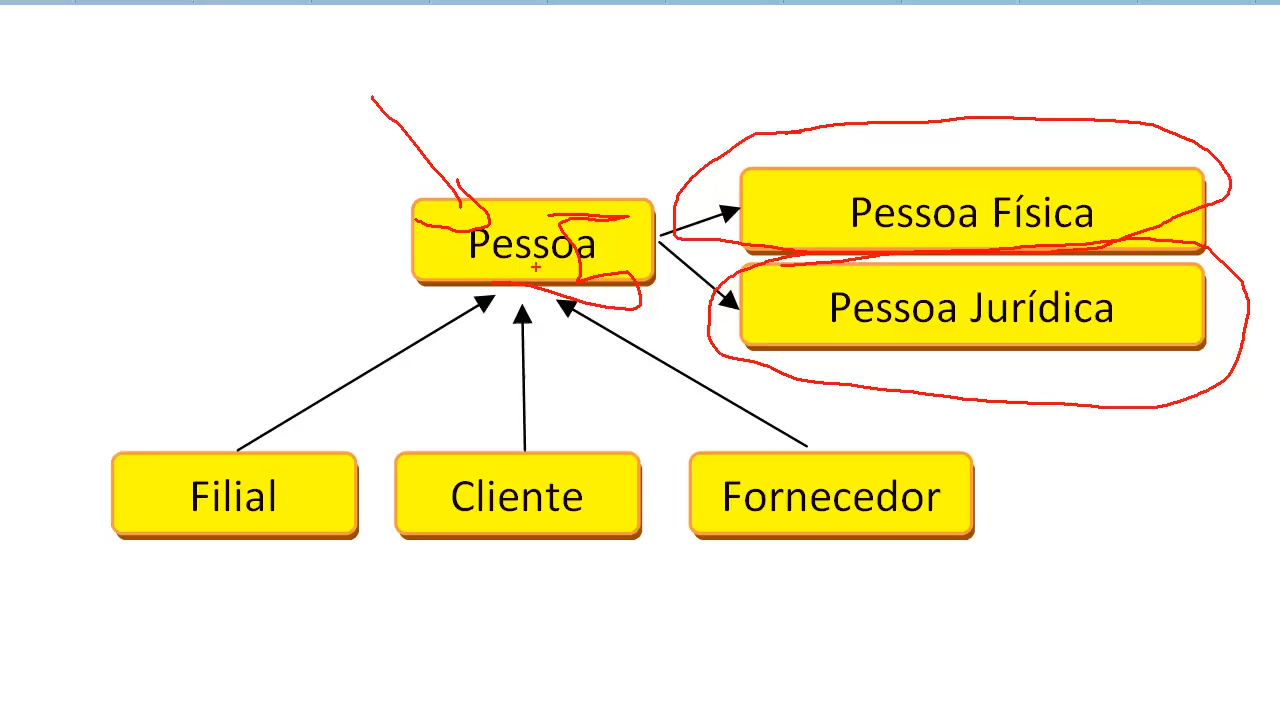 Pessoa Física
Pessoa
Pessoa Jurídica
Filial
Cliente
Fornecedor